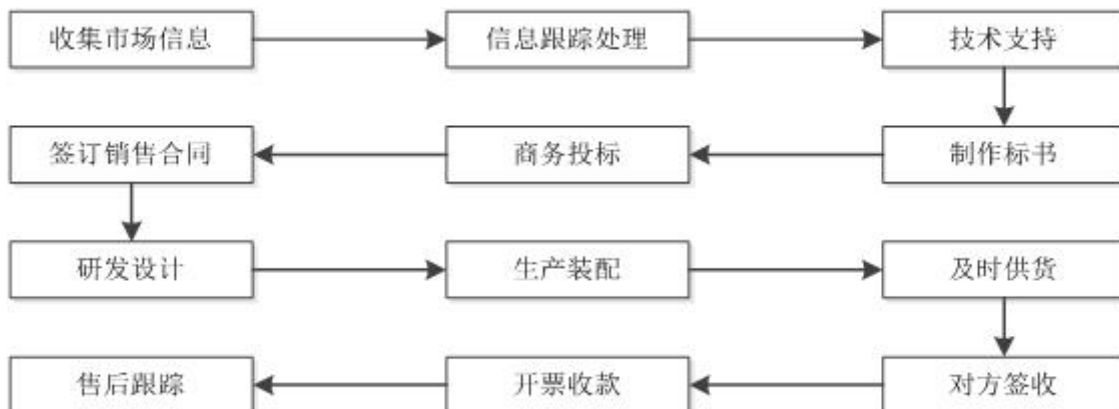 收集市场信息
信息跟踪处理
技术支持
签订销售合同
商务投标
制作标书
研发设计
生产装配
及时供货
售后跟踪
开票收款
对方签收